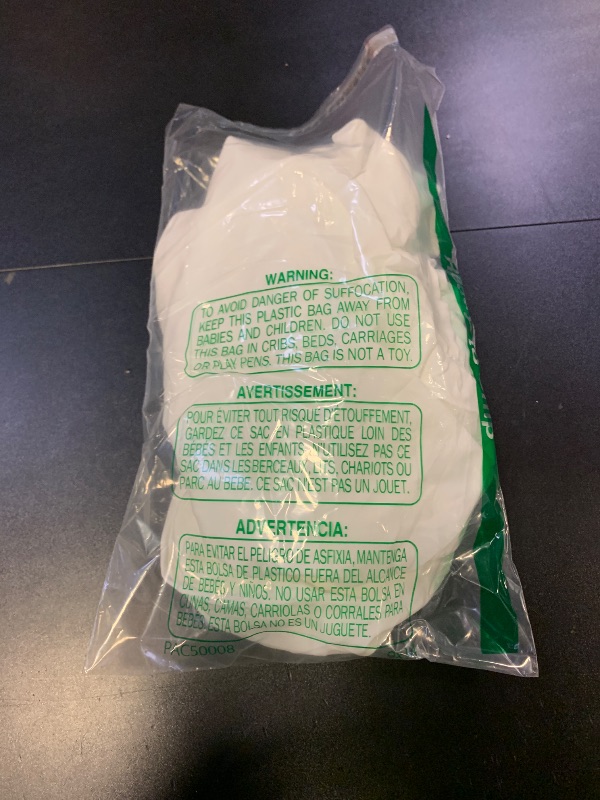 WARNING:
TO AVOID DANGER OF SUFFOCATION,
KEEP THIS PLASTIC BAG AWAY FROM
BABIES AND CHILDREN. DO NOT USE
THIS BAG IN CRIBS, BEDS, CARRIAGES
OR PLAY PENS. THIS BAG IS NOT A TOY.
AVERTISSEMENT:
POUR EVITER TOUT RISQUE D'ETOUFFEMENT,
GARDEZ CE SAC EN PLASTIQUE LOIN DES
BEBES ET LES ENFANTS. N'UTILISEZ PAS CE
SAC DANS LES BERCEAUX, LITS, CHARIOTS OU
PARC AU BEBE. CE SAC N'EST PAS UN JOUET.
ADVERTENCIA:
PARA EVITAR EL PELIGRO DE ASFIXIA, MANTENGA
ESTA BOLSA DE PLASTICO FUERA DEL ALCANCE
DE BEBES Y NINOS. NO USAR ESTA BOLSA EN
CUNAS, CAMAS, CARRIOLAS O CORRALES PARA
BEBES. ESTA BOLSA NO ES UN JUGUETE.
PAC50008